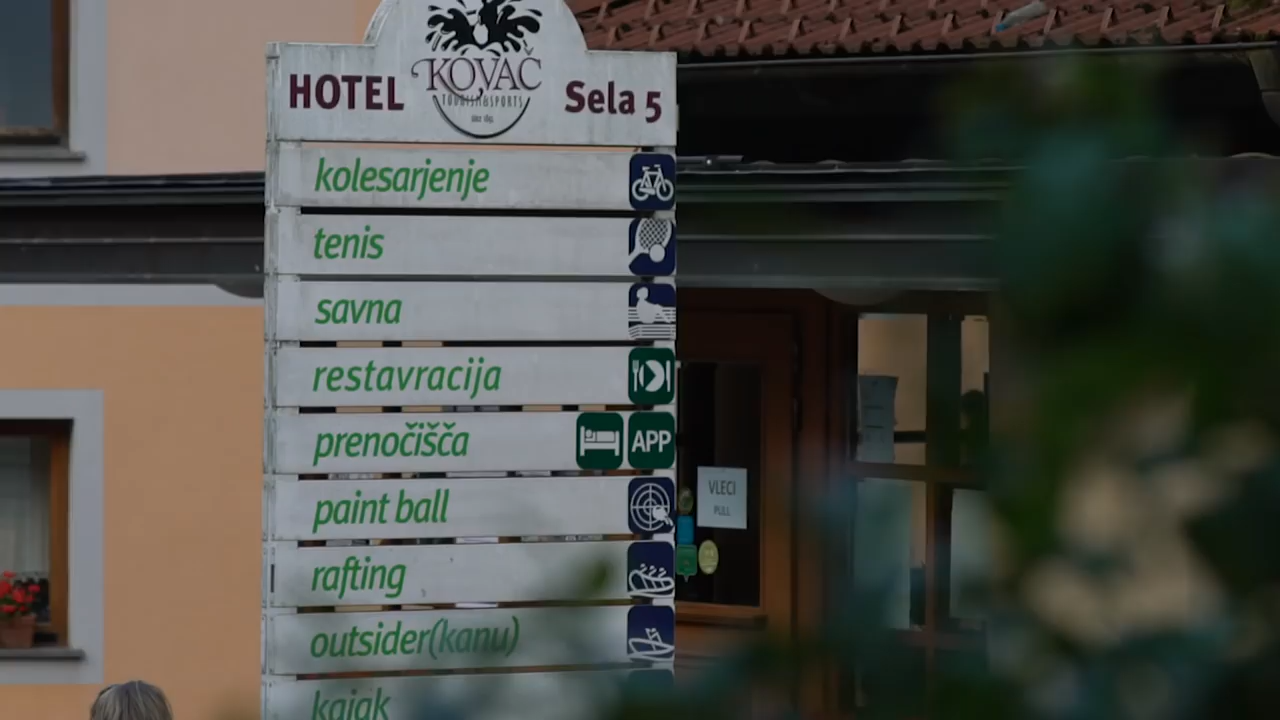 HOTEL KOVAČ Sela 5
TOURISM & SPORTS
kolesarjenje
tenis
savna
restavracija
prenočišča APP
paint ball
rafting
outsider(kanu)
kajak
VLECI
PULL